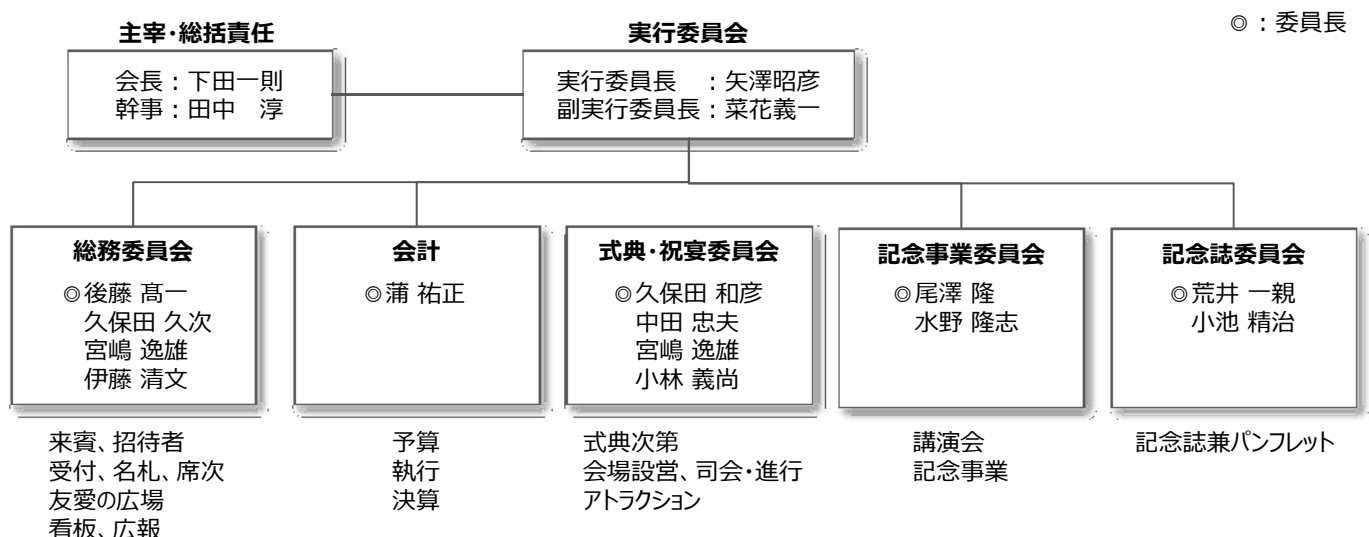 ◎：委員長
主宰・総括責任
会長：下田一則
幹事：田中　淳
実行委員会
実行委員長　：矢澤昭彦
副実行委員長：菜花義一
総務委員会
◎後藤 髙一
久保田 久次
宮嶋 逸雄
伊藤 清文
来賓、招待者
受付、名札、席次
友愛の広場
看板、広報
会計
◎蒲 祐正
予算
執行
決算
式典・祝宴委員会
◎久保田 和彦
中田 忠夫
宮嶋 逸雄
小林 義尚
式典次第
会場設営、司会・進行
アトラクション
記念事業委員会
◎尾澤 隆
水野 隆志
講演会
記念事業
記念誌委員会
◎荒井 一親
小池 精治
記念誌兼パンフレット